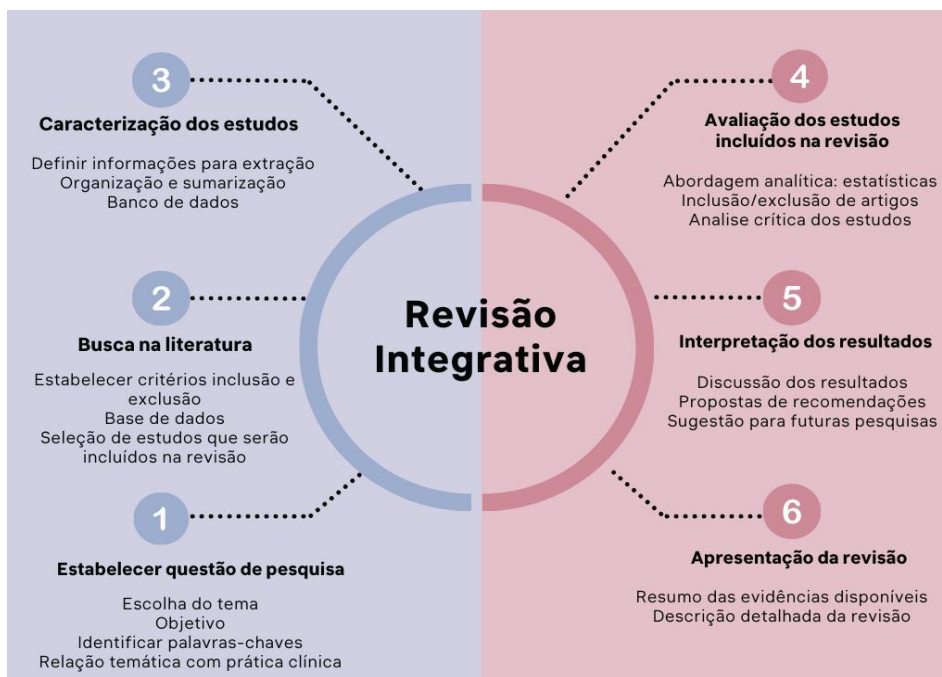 3
Caracterização dos estudos
Definir informações para extração
Organização e sumarização
Banco de dados
2
Busca na literatura
Estabelecer critérios inclusão e
exclusão
Base de dados
Seleção de estudos que serão
incluídos na revisão
1
Estabelecer questão de pesquisa
Escolha do tema
Objetivo
Identificar palavras-chaves
Relação temática com prática clínica
Revisão
Integrativa
4
Avaliação dos estudos
incluídos na revisão
Abordagem analítica: estatísticas
Inclusão/exclusão de artigos
Analise crítica dos estudos
5
Interpretação dos resultados
Discussão dos resultados
Propostas de recomendações
Sugestão para futuras pesquisas
6
Apresentação da revisão
Resumo das evidências disponíveis
Descrição detalhada da revisão